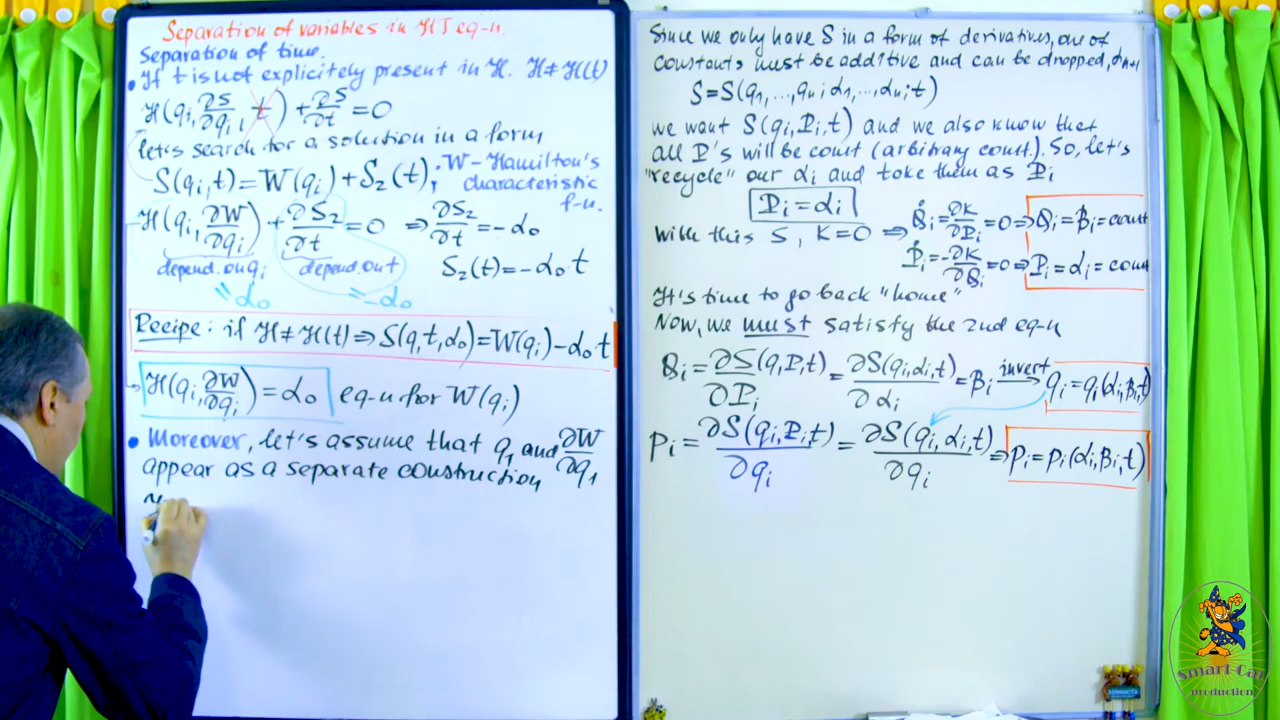 Separation of variables in HJ eq-n.
Separation of time.
• If t is not explicitely present in ℋ. ℋ≠ℋ(t)
ℋ(qᵢ, ∂S/∂qᵢ, t) + ∂S/∂t = 0
let's search for a solution in a form
S(qᵢ,t) = W(qᵢ) + S₂(t); W – Hamilton's characteristic f-n.
ℋ(qᵢ, ∂W/∂qᵢ) + ∂S₂/∂t = 0 ⇒ ∂S₂/∂t = -α₀
depend. on qᵢ depend. on t S₂(t) = -α₀·t
= α₀ = -α₀
Recipe: if ℋ≠ℋ(t) ⇒ S(q,t,α₀) = W(qᵢ) - α₀t
ℋ(qᵢ, ∂W/∂qᵢ) = α₀ eq-n for W(qᵢ)
• Moreover, let's assume that q₁ and ∂W/∂q₁
appear as a separate construction
Since we only have S in a form of derivatives, one of
constants must be additive and can be dropped, αₙ₊₁
S = S(q₁,...,qₙ; α₁,...,αₙ; t)
we want S(qᵢ,Pᵢ,t) and we also know that
all P's will be const (arbitrary const.). So, let's
"recycle" our αᵢ and take them as Pᵢ
Pᵢ = αᵢ
With this S, K=0 ⇒ Q̇ᵢ = ∂K/∂Pᵢ = 0 ⇒ Qᵢ = βᵢ = const
Ṗᵢ = -∂K/∂Qᵢ = 0 ⇒ Pᵢ = αᵢ = const
It's time to go back "home"
Now, we must satisfy the 2nd eq-n
Qᵢ = ∂S(q,P,t)/∂Pᵢ = ∂S(qᵢ,αᵢ,t)/∂αᵢ = βᵢ invert → qᵢ = qᵢ(αᵢ,βᵢ,t)
pᵢ = ∂S(qᵢ,Pᵢ,t)/∂qᵢ = ∂S(qᵢ,αᵢ,t)/∂qᵢ ⇒ pᵢ = pᵢ(αᵢ,βᵢ,t)
Smart Cat
production